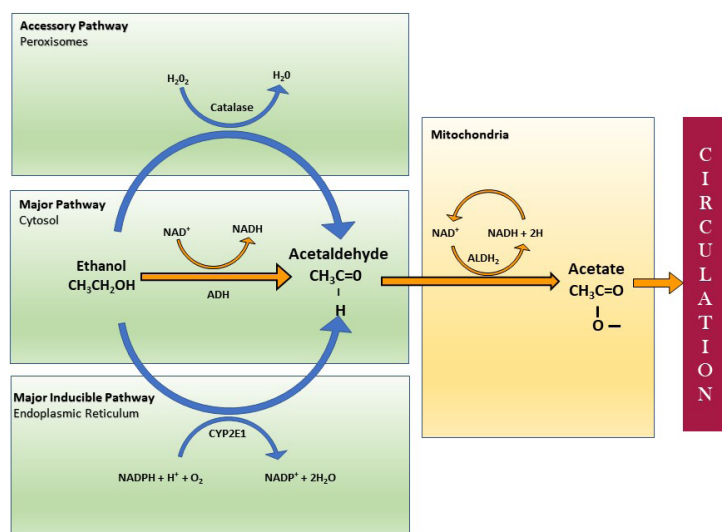 Accessory Pathway
Peroxisomes
H₂0₂
H₂0
Catalase
Major Pathway
Cytosol
NAD⁺
NADH
Ethanol
CH₃CH₂OH
ADH
Acetaldehyde
CH₃C=0
H
Major Inducible Pathway
Endoplasmic Reticulum
CYP2E1
NADPH + H⁺ + O₂
NADP⁺ + 2H₂O
Mitochondria
NAD⁺
NADH + 2H
ALDH₂
Acetate
CH₃C=O
O –
CIRCULATION